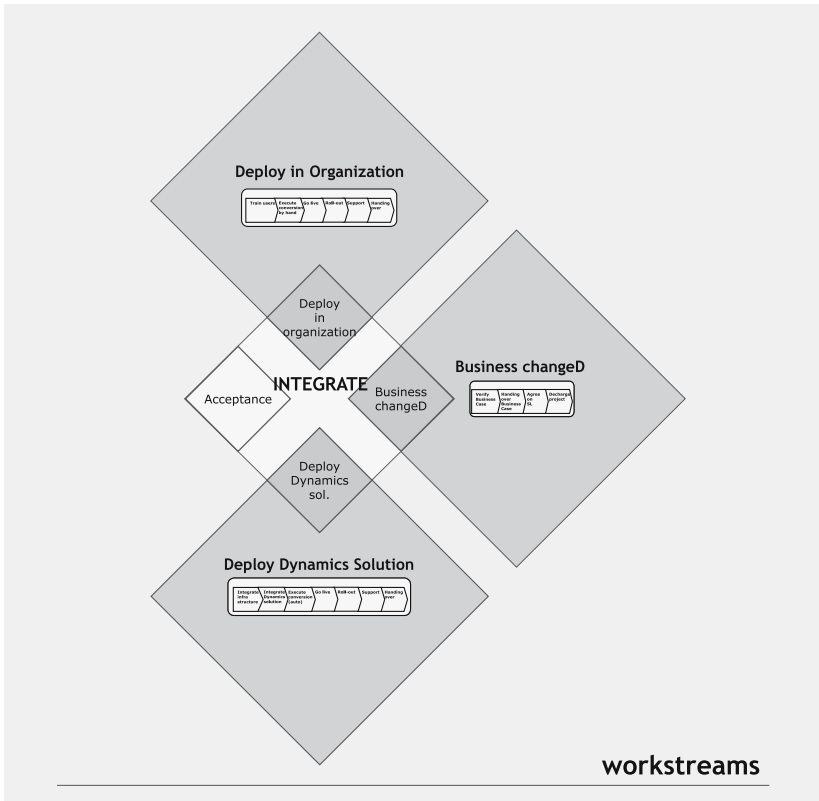 Deploy in Organization
Train users
Execute
conversion
by hand
Go live
Roll-out
Support
Handing
over
Deploy
in
organization
INTEGRATE
Acceptance
Business
changeD
Business changeD
Verify
Business
Case
Handing
over
Business
Case
Agree
on
SL
Decharge
project
Deploy
Dynamics
sol.
Deploy Dynamics Solution
Integrate
infra
structure
Integrate
Dynamics
solution
Execute
conversion
(auto)
Go live
Roll-out
Support
Handing
over
workstreams